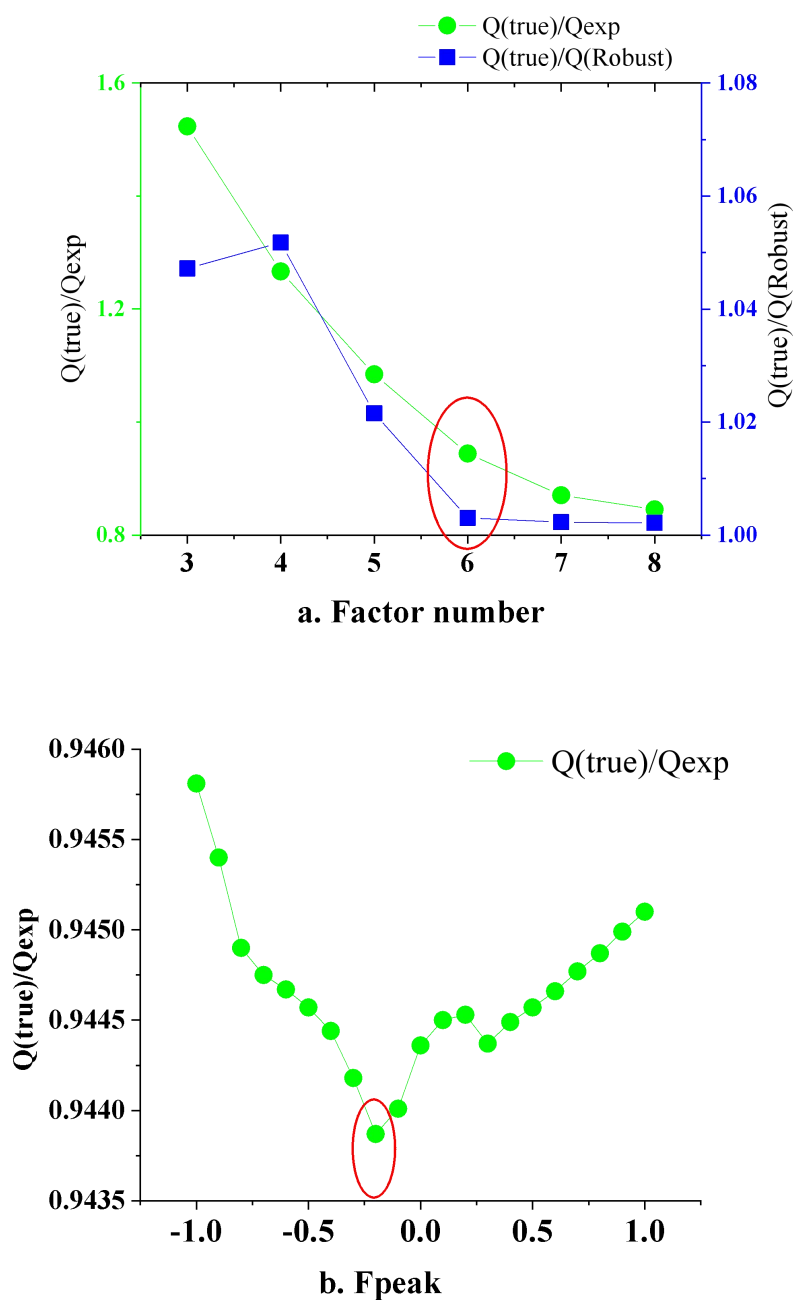 Q(true)/Qexp
Q(true)/Q(Robust)
1.6
1.2
0.8
Q(true)/Qexp
1.08
1.06
1.04
1.02
1.00
Q(true)/Q(Robust)
3 4 5 6 7 8
a. Factor number
Q(true)/Qexp
0.9460
0.9455
0.9450
0.9445
0.9440
0.9435
Q(true)/Qexp
-1.0 -0.5 0.0 0.5 1.0
b. Fpeak